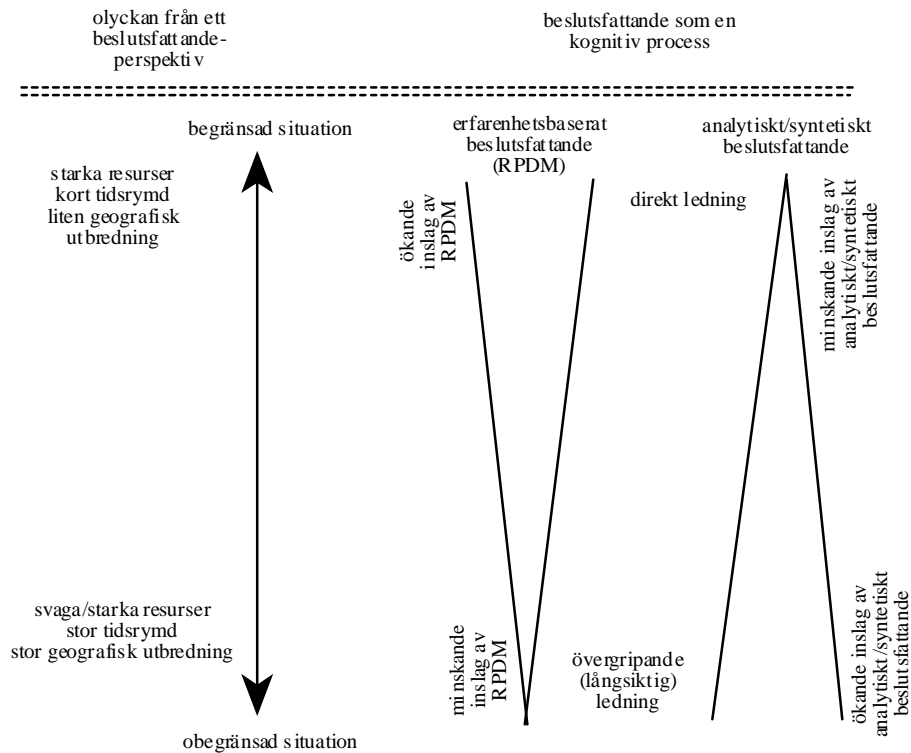 olyckan från ett
beslutsfattande-
perspektiv
beslutsfattande som en
kognitiv process
begränsad situation
starka resurser
kort tidsrymd
liten geografisk
utbredning
erfarenhetsbaserat
beslutsfattande
(RPDM)
analytiskt/syntetiskt
beslutsfattande
ökande
inslag av
RPDM
direkt ledning
minskande inslag av
analytiskt/syntetiskt
beslutsfattande
svaga/starka resurser
stor tidsrymd
stor geografisk utbredning
minskande
inslag av
RPDM
övergripande
(långsiktig)
ledning
ökande inslag av
analytiskt/syntetiskt
beslutsfattande
obegränsad situation